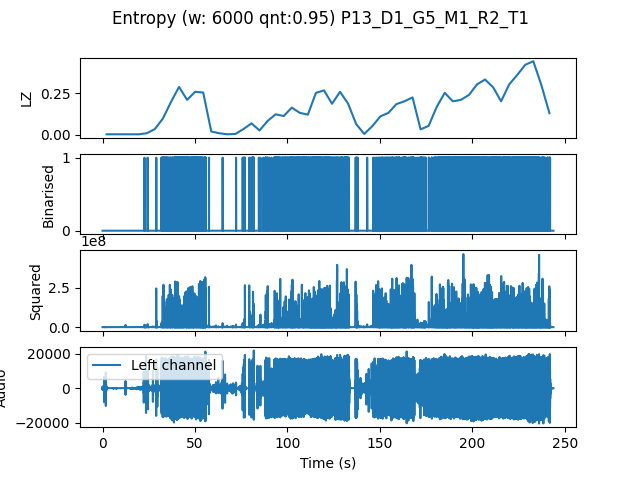 Entropy (w: 6000 qnt:0.95) P13_D1_G5_M1_R2_T1
LZ
0.25
0.00
Binarised
1
0
1e8
Squared
2.5
0.0
Audio
20000
0
−20000
Left channel
0 50 100 150 200 250
Time (s)